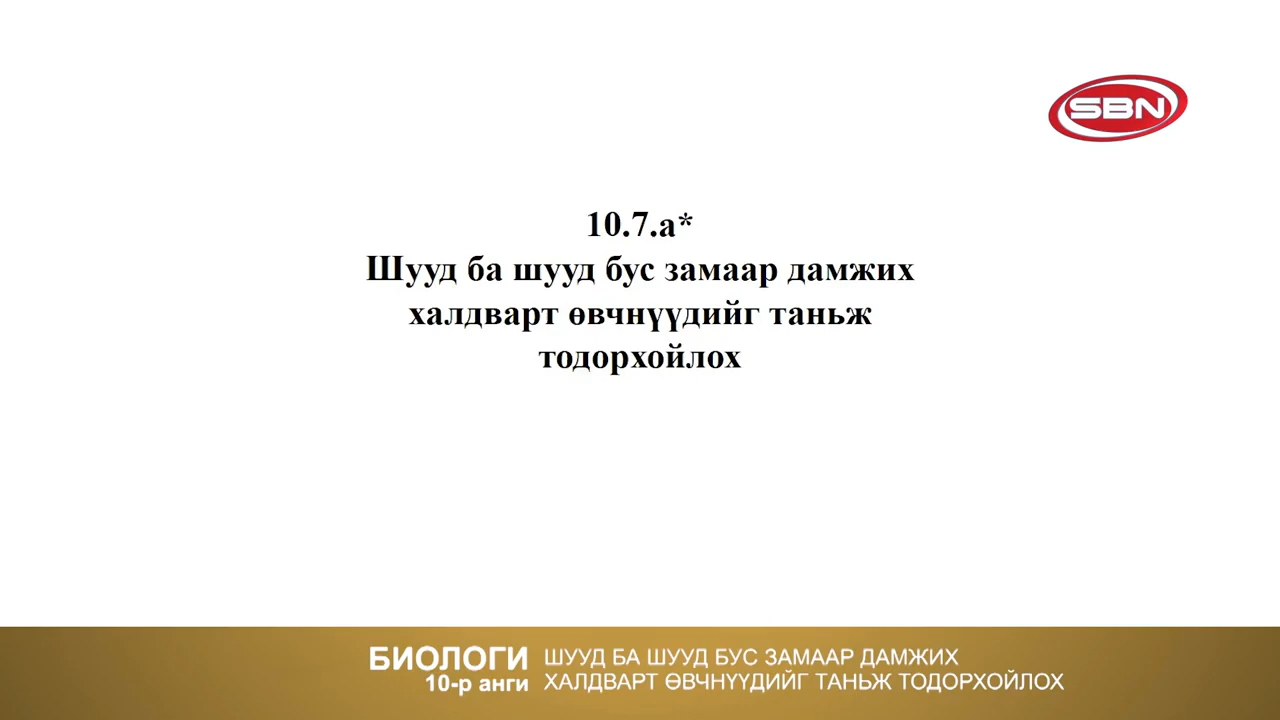 SBN
10.7.а*
Шууд ба шууд бус замаар дамжих
халдварт өвчнүүдийг таньж
тодорхойлох
БИОЛОГИ
10-р анги
ШУУД БА ШУУД БУС ЗАМААР ДАМЖИХ
ХАЛДВАРТ ӨВЧНҮҮДИЙГ ТАНЬЖ ТОДОРХОЙЛОХ